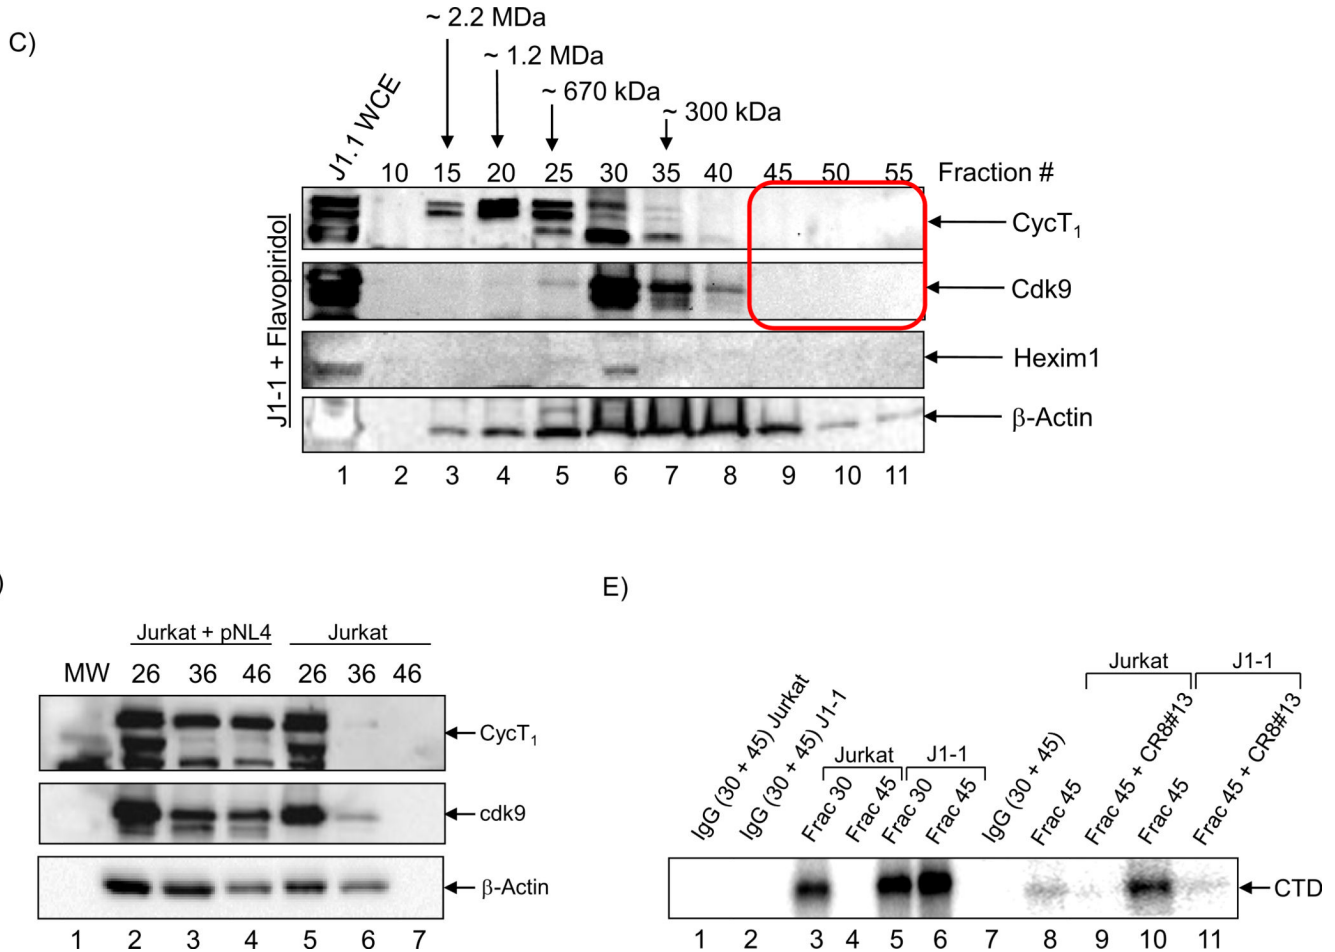 C)
~ 2.2 MDa
~ 1.2 MDa
~ 670 kDa
~ 300 kDa
J1.1 WCE
10 15 20 25 30 35 40 45 50 55 Fraction #
J1-1 + Flavopiridol
CycT1
Cdk9
Hexim1
β-Actin
1 2 3 4 5 6 7 8 9 10 11
)
Jurkat + pNL4 Jurkat
MW 26 36 46 26 36 46
CycT1
cdk9
β-Actin
1 2 3 4 5 6 7
E)
Jurkat J1-1
Jurkat J1-1
IgG (30 + 45) Jurkat
IgG (30 + 45) J1-1
Frac 30
Frac 45
Frac 30
Frac 45
IgG (30 + 45)
Frac 45
Frac 45 + CR8#13
Frac 45
Frac 45 + CR8#13
CTD
1 2 3 4 5 6 7 8 9 10 11